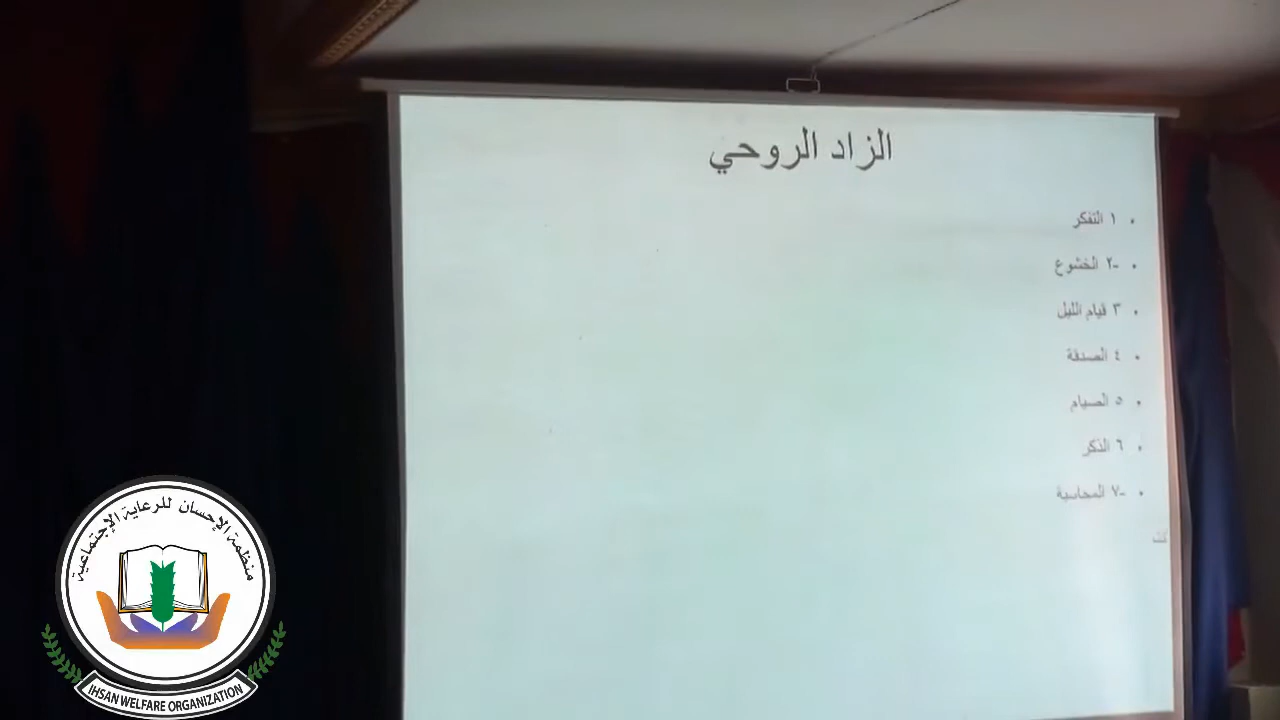 الزاد الروحي
• ١ التفكر
• -٢ الخشوع
• ٣ قيام الليل
• ٤ الصدقة
• ٥ الصيام
• ٦ الذكر
• -٧ المحاسبة
منظمة الإحسان للرعاية الإجتماعية
IHSAN WELFARE ORGANIZATION